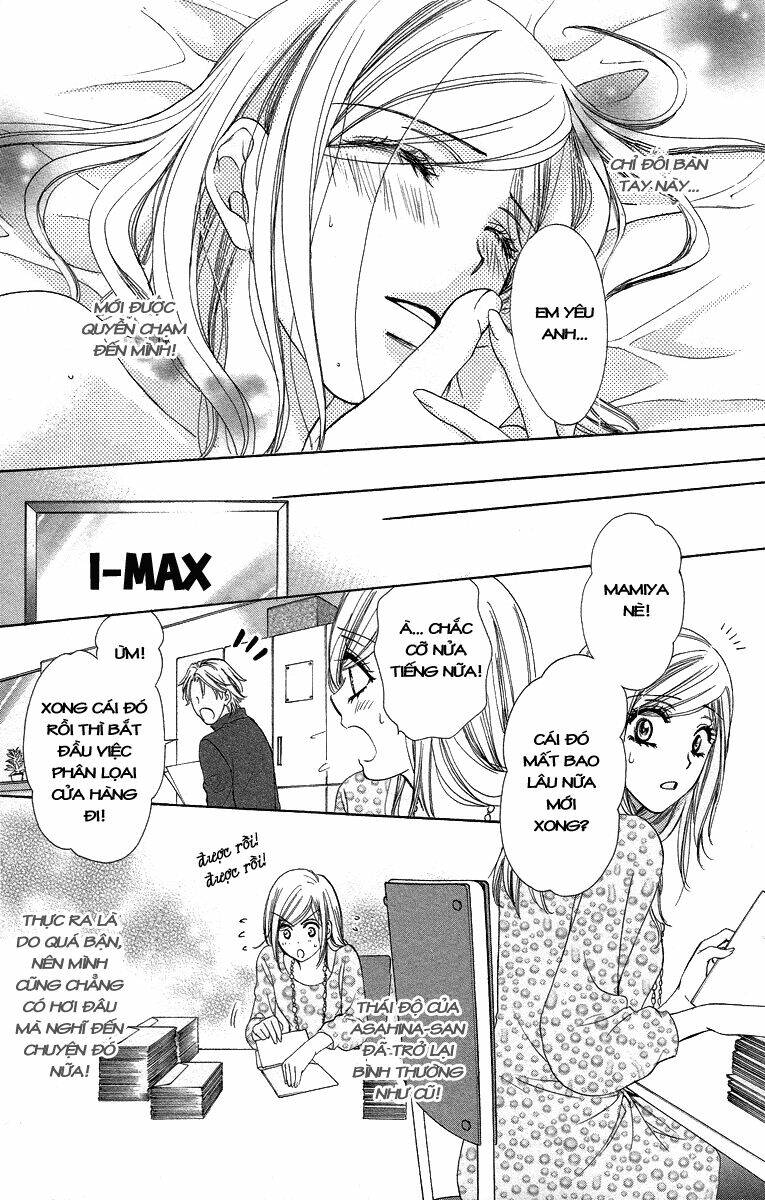 CHỈ ĐÔI BÀN
TAY NÀY...
EM YÊU
ANH...
MỚI ĐƯỢC
QUYỀN CHẠM
ĐẾN MÌNH!
I-MAX
MAMIYA
NÈ!
CÁI ĐÓ
MẤT BAO
LÂU NỮA
MỚI
XONG?
À... CHẮC
CỠ NỬA
TIẾNG NỮA!
ỪM!
XONG CÁI ĐÓ
RỒI THÌ BẮT
ĐẦU VIỆC
PHÂN LỌAI
CỬA HÀNG
ĐI!
được rồi!
được rồi!
THÁI ĐỘ CỦA
ASAHINA-SAN
ĐÃ TRỞ LẠI
BÌNH THƯỜNG
NHƯ CŨ!
THỰC RA LÀ
DO QUÁ BẬN,
NÊN MÌNH
CŨNG CHẲNG
CÓ HƠI ĐÂU
MÀ NGHĨ ĐẾN
CHUYỆN ĐÓ
NỮA!